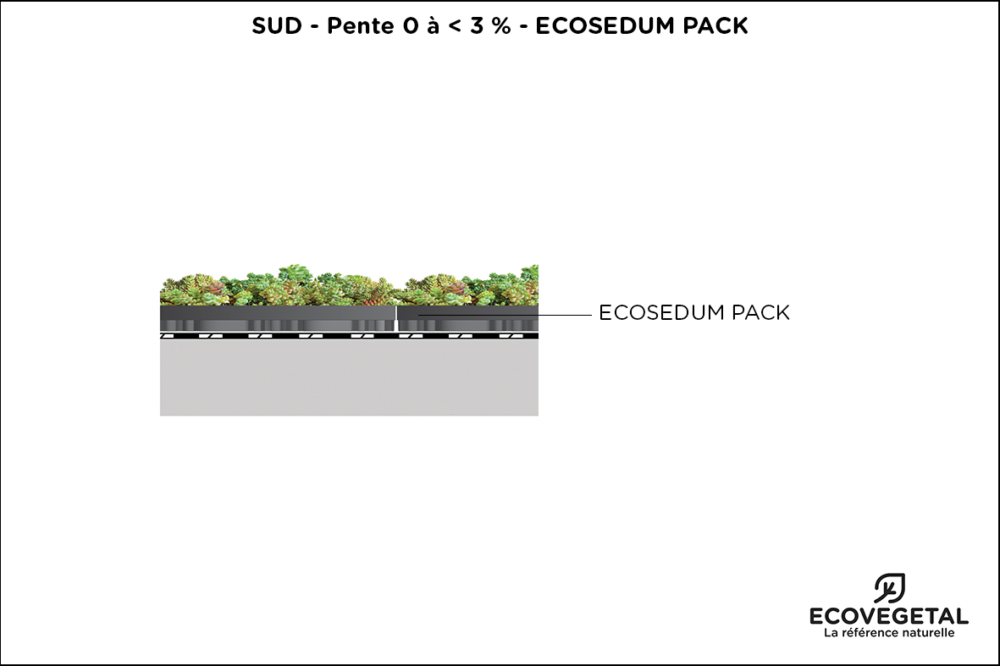 SUD - Pente 0 à < 3 % - ECOSEDUM PACK
ECOSEDUM PACK
ECOVEGETAL
La référence naturelle